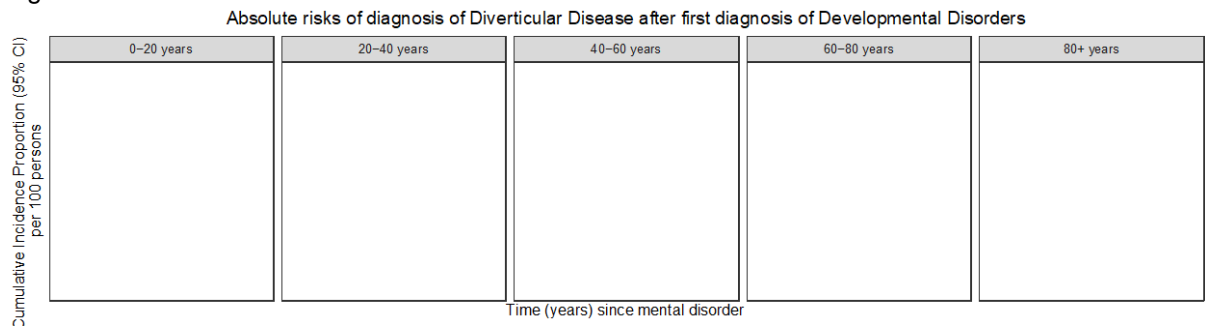 Absolute risks of diagnosis of Diverticular Disease after first diagnosis of Developmental Disorders
Cumulative Incidence Proportion (95% CI)
per 100 persons
0−20 years
20−40 years
40−60 years
60−80 years
80+ years
Time (years) since mental disorder